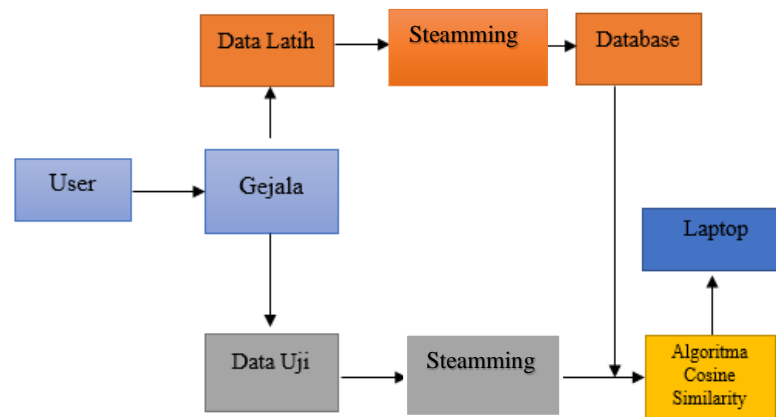 Data Latih
Steamming
Database
User
Gejala
Laptop
Data Uji
Steamming
Algoritma
Cosine
Similarity